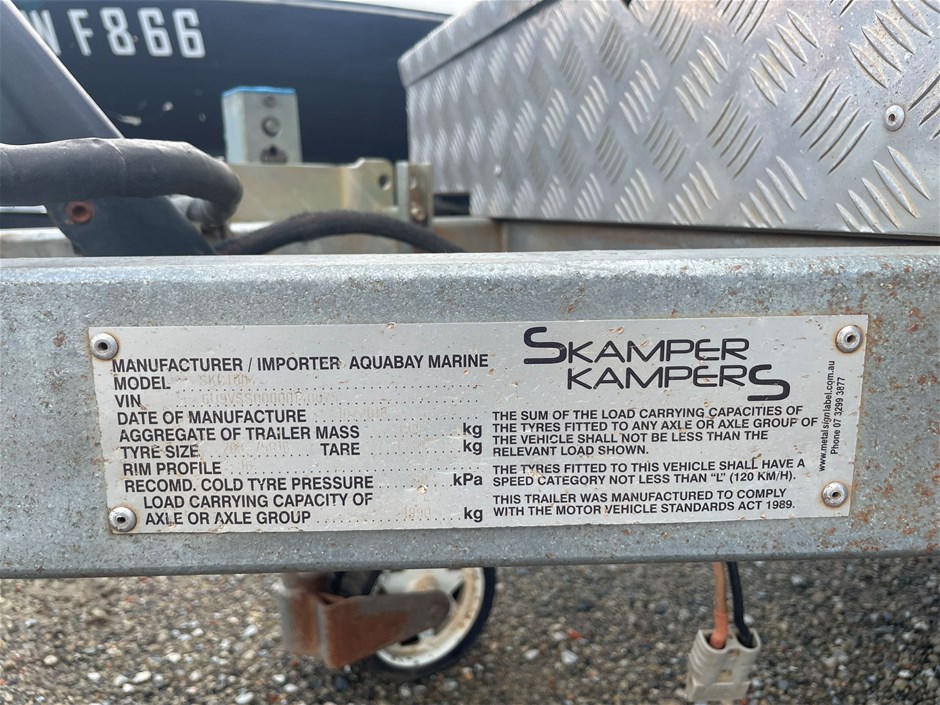 WF866
SKAMPER
KAMPERS
MANUFACTURER / IMPORTER AQUABAY MARINE
MODEL
VIN
DATE OF MANUFACTURE
AGGREGATE OF TRAILER MASS kg
TYRE SIZE TARE kg
RIM PROFILE
RECOMD. COLD TYRE PRESSURE kPa
LOAD CARRYING CAPACITY OF
AXLE OR AXLE GROUP kg
THE SUM OF THE LOAD CARRYING CAPACITIES OF
THE TYRES FITTED TO ANY AXLE OR AXLE GROUP OF
THE VEHICLE SHALL NOT BE LESS THAN THE
RELEVANT LOAD SHOWN.
THE TYRES FITTED TO THIS VEHICLE SHALL HAVE A
SPEED CATEGORY NOT LESS THAN "L" (120 KM/H).
THIS TRAILER WAS MANUFACTURED TO COMPLY
WITH THE MOTOR VEHICLE STANDARDS ACT 1989.
www.metalsignlabel.com.au
Phone 07 3299 3877